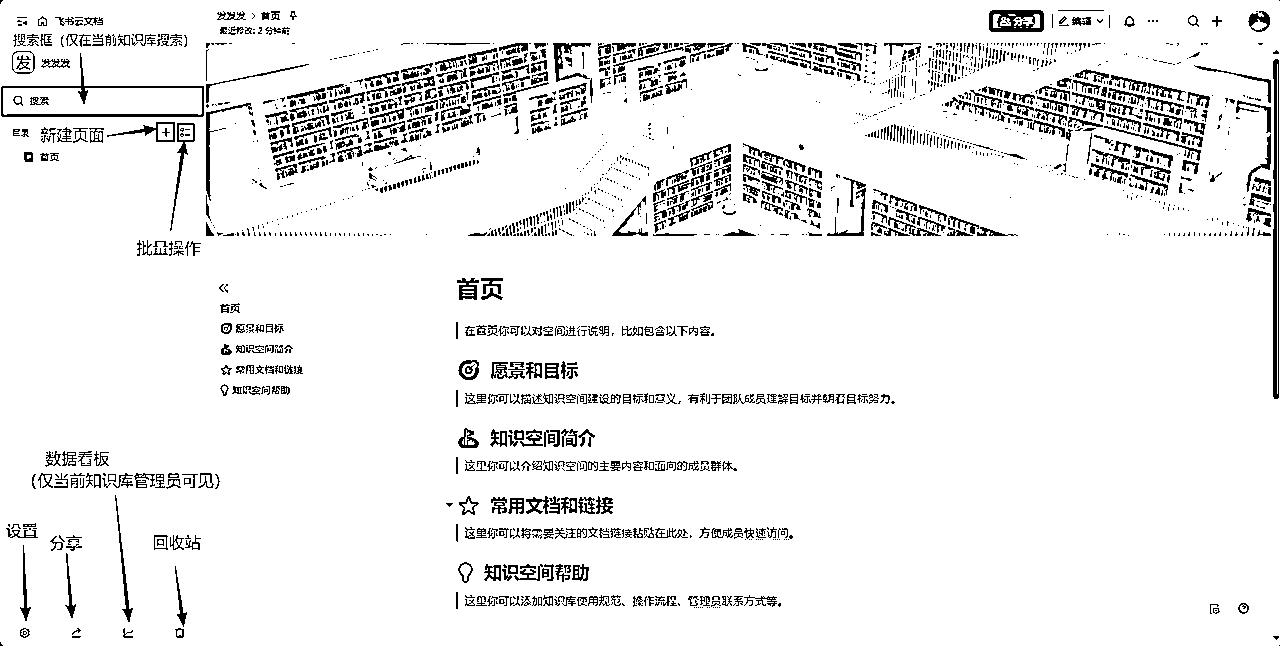 飞书云文档
搜索框（仅在当前知识库搜索）
发 发发发
搜索
目录
新建页面
首页
批量操作
发发发 > 首页
最近修改: 2 分钟前
分享
编辑
首页
愿景和目标
知识空间简介
常用文档和链接
知识空间帮助
首页
在首页你可以对空间进行说明，比如包含以下内容。
愿景和目标
这里你可以描述知识空间建设的目标和意义，有利于团队成员理解目标并朝着目标努力。
知识空间简介
这里你可以介绍知识空间的主要内容和面向的成员群体。
常用文档和链接
这里你可以将需要关注的文档链接粘贴在此处，方便成员快速访问。
知识空间帮助
这里你可以添加知识库使用规范、操作流程、管理员联系方式等。
数据看板
（仅当前知识库管理员可见）
设置
分享
回收站